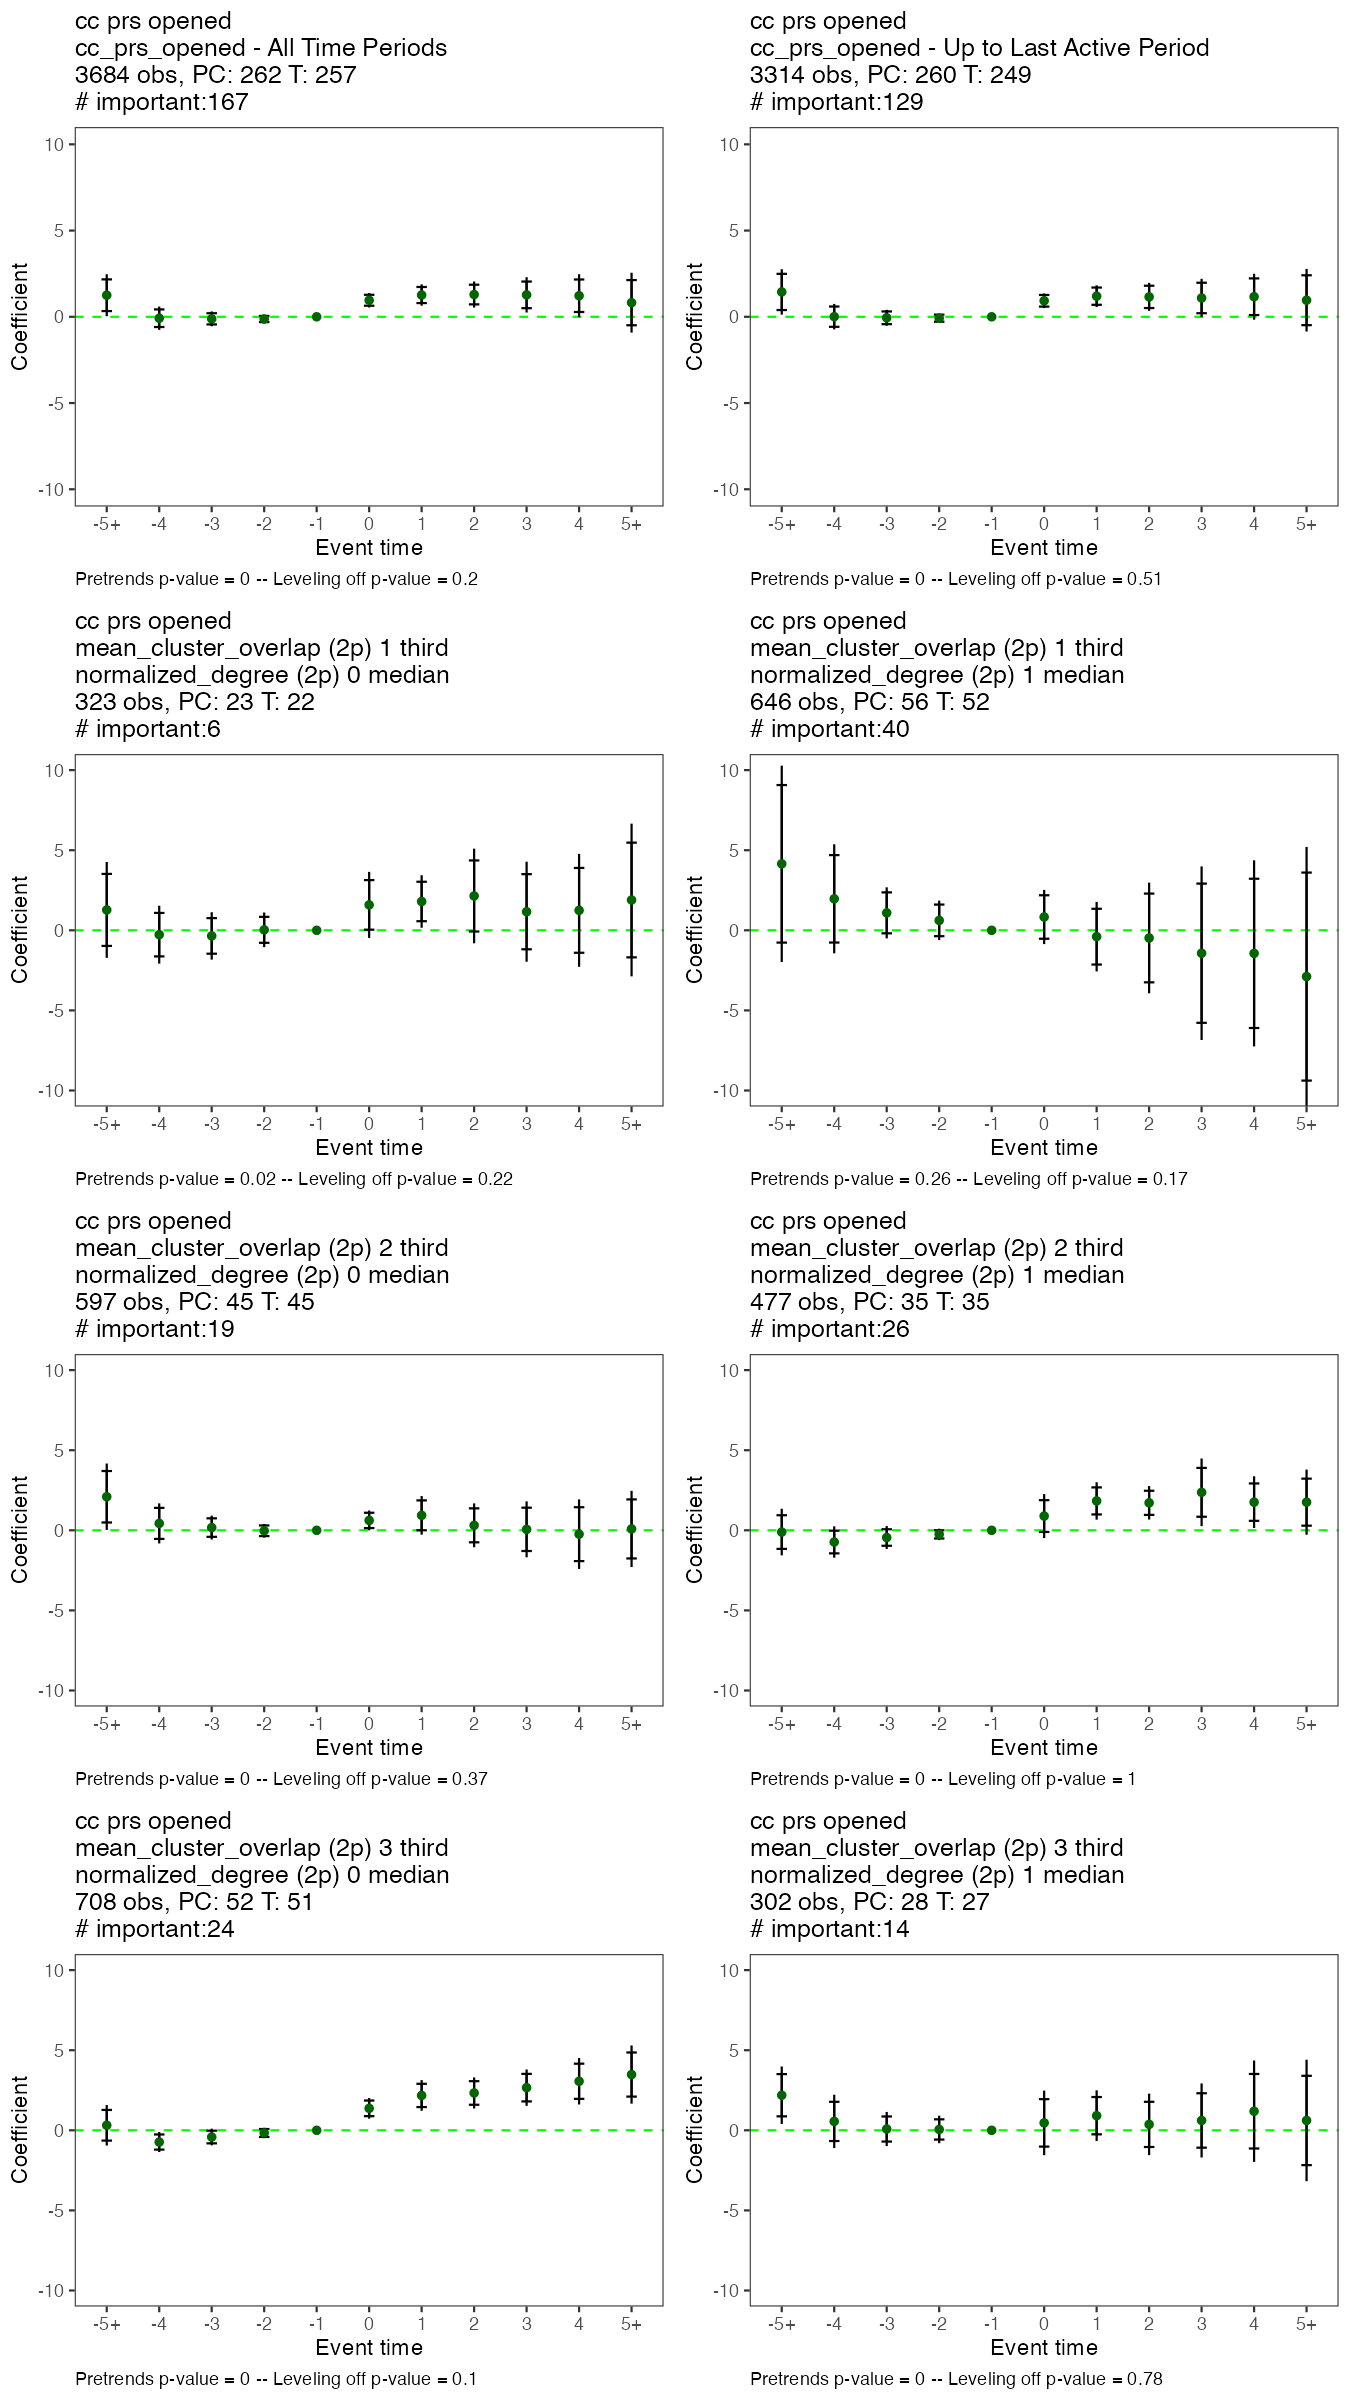 cc prs opened
cc_prs_opened - All Time Periods
3684 obs, PC: 262 T: 257
# important:167
10
5
0
-5
-10
Coefficient
-5+ -4 -3 -2 -1 0 1 2 3 4 5+
Event time
Pretrends p-value = 0 -- Leveling off p-value = 0.2
cc prs opened
cc_prs_opened - Up to Last Active Period
3314 obs, PC: 260 T: 249
# important:129
10
5
0
-5
-10
Coefficient
-5+ -4 -3 -2 -1 0 1 2 3 4 5+
Event time
Pretrends p-value = 0 -- Leveling off p-value = 0.51
cc prs opened
mean_cluster_overlap (2p) 1 third
normalized_degree (2p) 0 median
323 obs, PC: 23 T: 22
# important:6
10
5
0
-5
-10
Coefficient
-5+ -4 -3 -2 -1 0 1 2 3 4 5+
Event time
Pretrends p-value = 0.02 -- Leveling off p-value = 0.22
cc prs opened
mean_cluster_overlap (2p) 1 third
normalized_degree (2p) 1 median
646 obs, PC: 56 T: 52
# important:40
10
5
0
-5
-10
Coefficient
-5+ -4 -3 -2 -1 0 1 2 3 4 5+
Event time
Pretrends p-value = 0.26 -- Leveling off p-value = 0.17
cc prs opened
mean_cluster_overlap (2p) 2 third
normalized_degree (2p) 0 median
597 obs, PC: 45 T: 45
# important:19
10
5
0
-5
-10
Coefficient
-5+ -4 -3 -2 -1 0 1 2 3 4 5+
Event time
Pretrends p-value = 0 -- Leveling off p-value = 0.37
cc prs opened
mean_cluster_overlap (2p) 2 third
normalized_degree (2p) 1 median
477 obs, PC: 35 T: 35
# important:26
10
5
0
-5
-10
Coefficient
-5+ -4 -3 -2 -1 0 1 2 3 4 5+
Event time
Pretrends p-value = 0 -- Leveling off p-value = 1
cc prs opened
mean_cluster_overlap (2p) 3 third
normalized_degree (2p) 0 median
708 obs, PC: 52 T: 51
# important:24
10
5
0
-5
-10
Coefficient
-5+ -4 -3 -2 -1 0 1 2 3 4 5+
Event time
Pretrends p-value = 0 -- Leveling off p-value = 0.1
cc prs opened
mean_cluster_overlap (2p) 3 third
normalized_degree (2p) 1 median
302 obs, PC: 28 T: 27
# important:14
10
5
0
-5
-10
Coefficient
-5+ -4 -3 -2 -1 0 1 2 3 4 5+
Event time
Pretrends p-value = 0 -- Leveling off p-value = 0.78